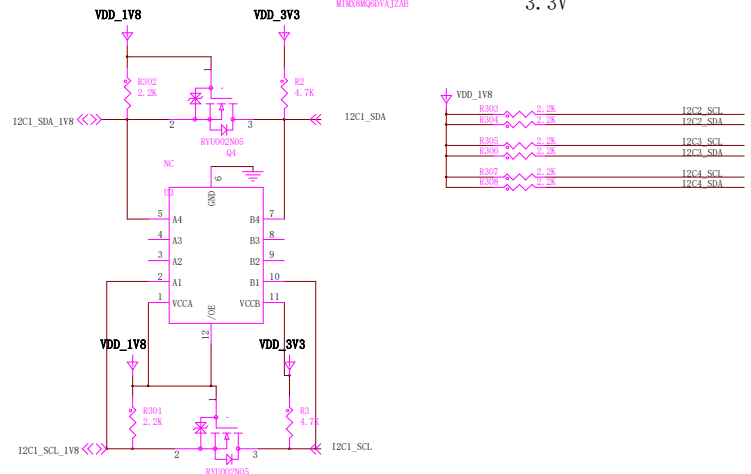 MIMX8MQ6DVAJZAB
3.3V
VDD_1V8
VDD_3V3
R302
2.2K
1
R2
4.7K
I2C1_SDA_1V8
2
3
I2C1_SDA
RYU002N05
Q4
VDD_1V8
R303 2.2K I2C2_SCL
R304 2.2K I2C2_SDA
R305 2.2K I2C3_SCL
R306 2.2K I2C3_SDA
R307 2.2K I2C4_SCL
R308 2.2K I2C4_SDA
NC
U3
6
GND
5 A4 B4 7
4 A3 B3 8
3 A2 B2 9
2 A1 B1 10
1 VCCA VCCB 11
/OE
12
VDD_1V8
VDD_3V3
R301
2.2K
1
R3
4.7K
I2C1_SCL_1V8
2
3
I2C1_SCL
RYU002N05